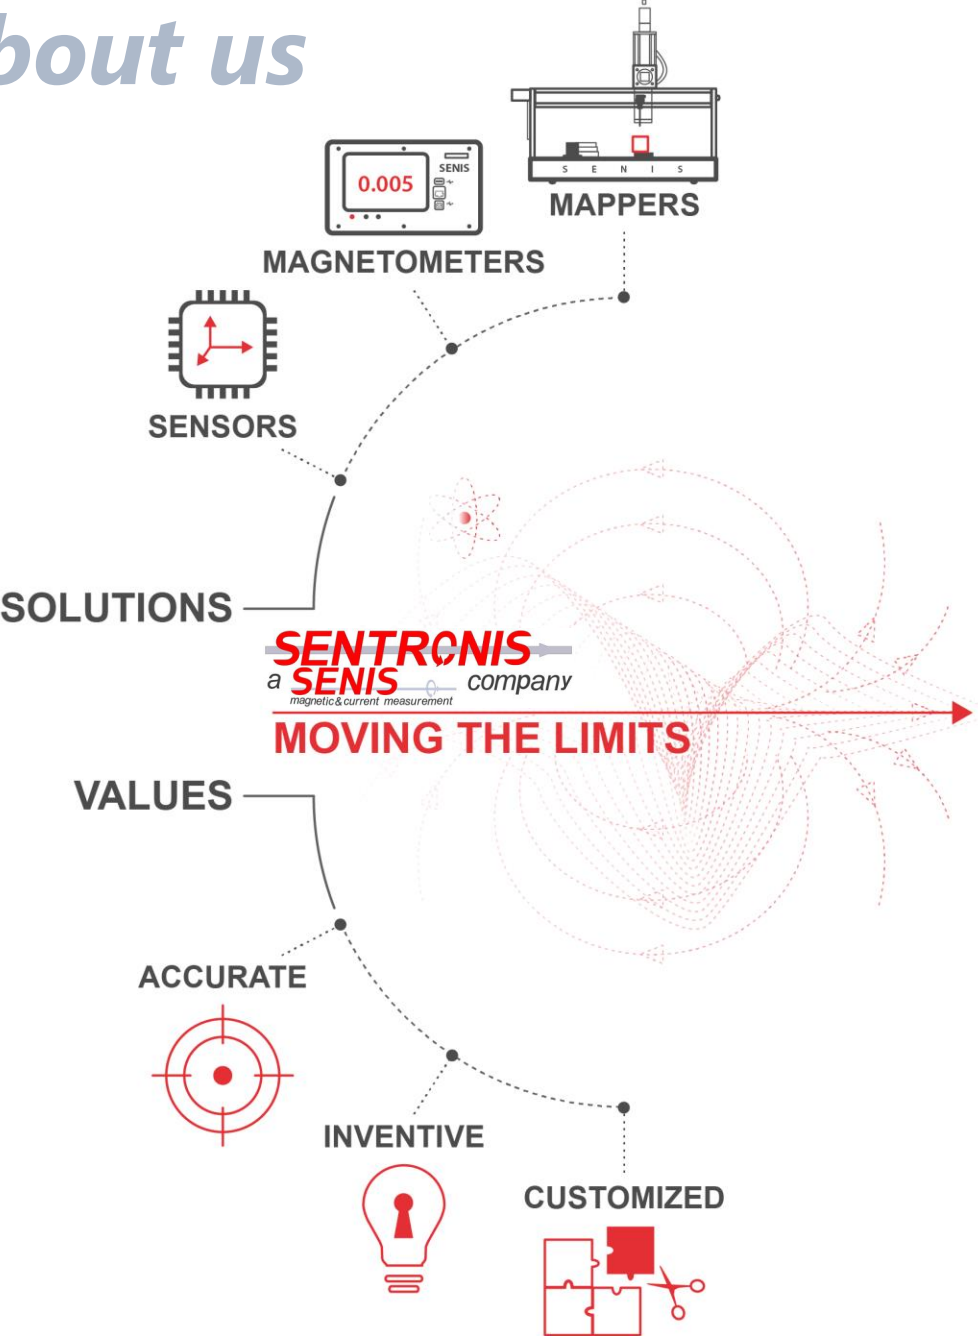 bout us
S E N I S
MAPPERS
SENIS
0.005
MAGNETOMETERS
SENSORS
SOLUTIONS
SENTRONIS
a SENIS company
magnetic&current measurement
MOVING THE LIMITS
VALUES
ACCURATE
INVENTIVE
CUSTOMIZED